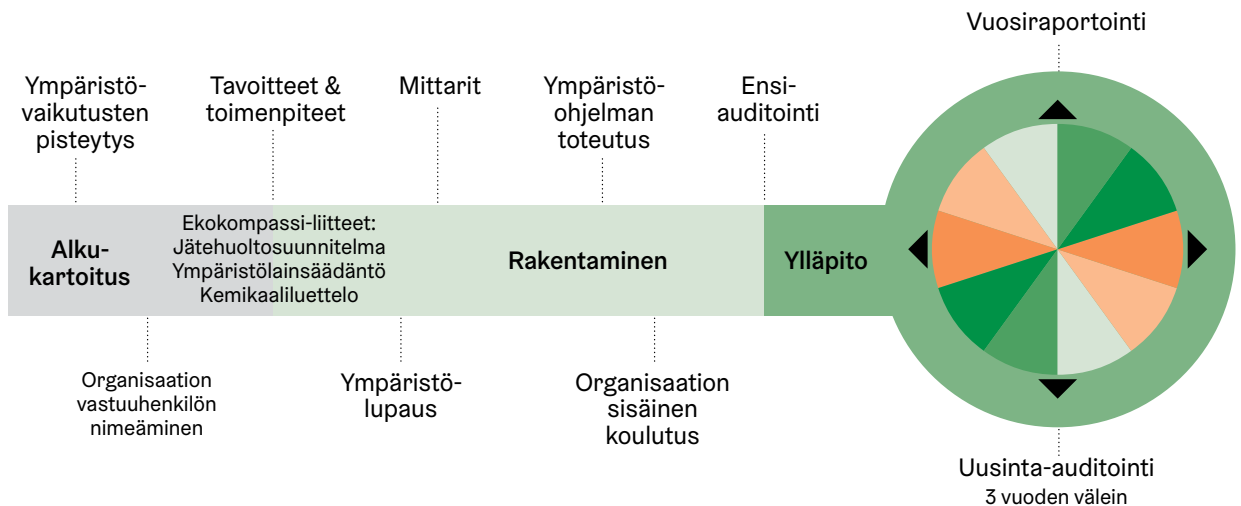 Vuosiraportointi
Ympäristö-
vaikutusten
pisteytys
Tavoitteet &
toimenpiteet
Mittarit
Ympäristö-
ohjelman
toteutus
Ensi-
auditointi
Alku-
kartoitus
Ekokompassi-liitteet:
Jätehuoltosuunnitelma
Ympäristölainsäädäntö
Kemikaaliluettelo
Rakentaminen
Ylläpito
Organisaation
vastuuhenkilön
nimeäminen
Ympäristö-
lupaus
Organisaation
sisäinen
koulutus
Uusinta-auditointi
3 vuoden välein